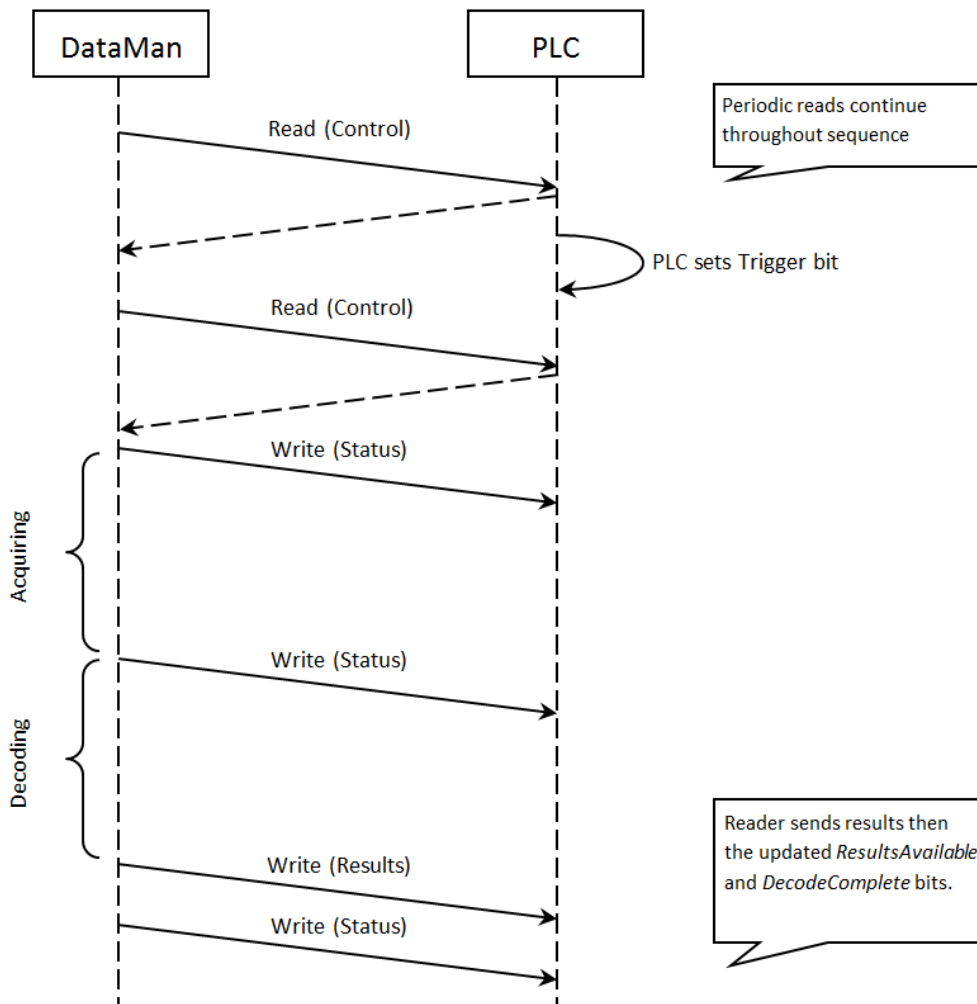 DataMan
PLC
Read (Control)
Periodic reads continue
throughout sequence
PLC sets Trigger bit
Read (Control)
Write (Status)
Acquiring
Write (Status)
Decoding
Write (Results)
Reader sends results then
the updated ResultsAvailable
and DecodeComplete bits.
Write (Status)